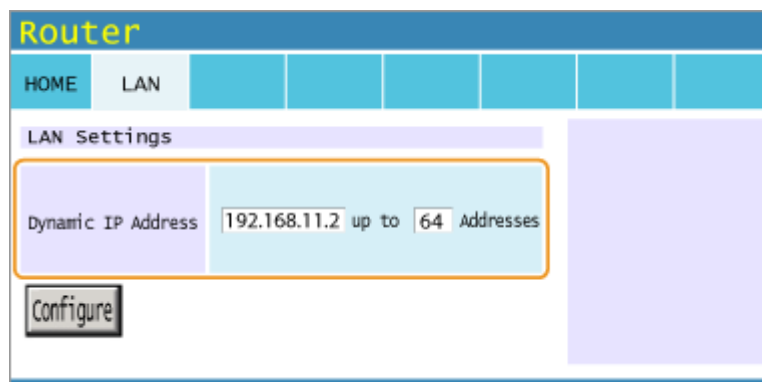 Router
HOME LAN
LAN Settings
Dynamic IP Address 192.168.11.2 up to 64 Addresses
Configure